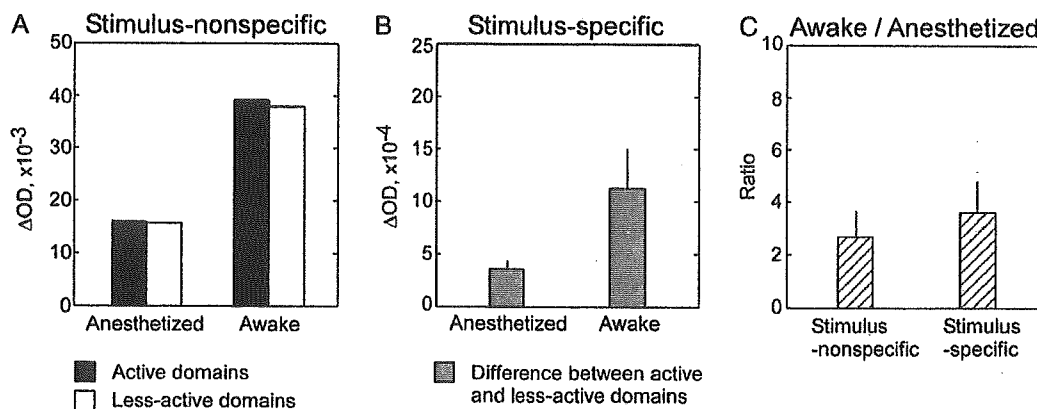 A Stimulus-nonspecific
50
40
30
20
10
0
ΔOD, x10-3
Anesthetized Awake
Active domains
Less-active domains
B Stimulus-specific
25
20
15
10
5
0
ΔOD, x10-4
Anesthetized Awake
Difference between active
and less-active domains
C Awake / Anesthetized
10
8
6
4
2
0
Ratio
Stimulus
-nonspecific
Stimulus
-specific